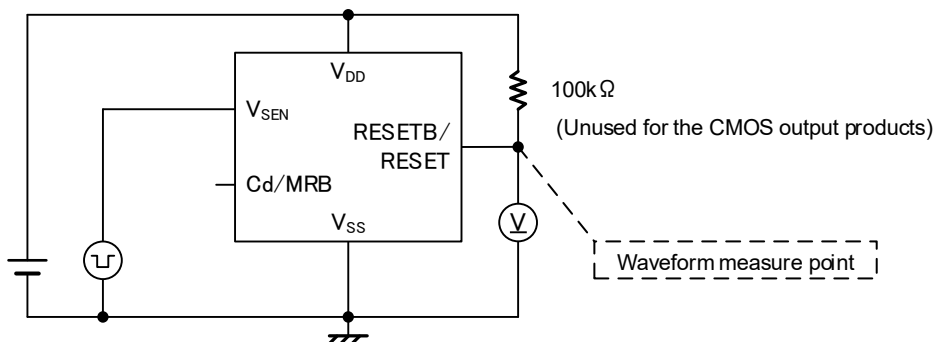 V_DD
100kΩ
V_SEN
(Unused for the CMOS output products)
RESETB/
RESET
Cd/MRB
V_SS
V
Waveform measure point